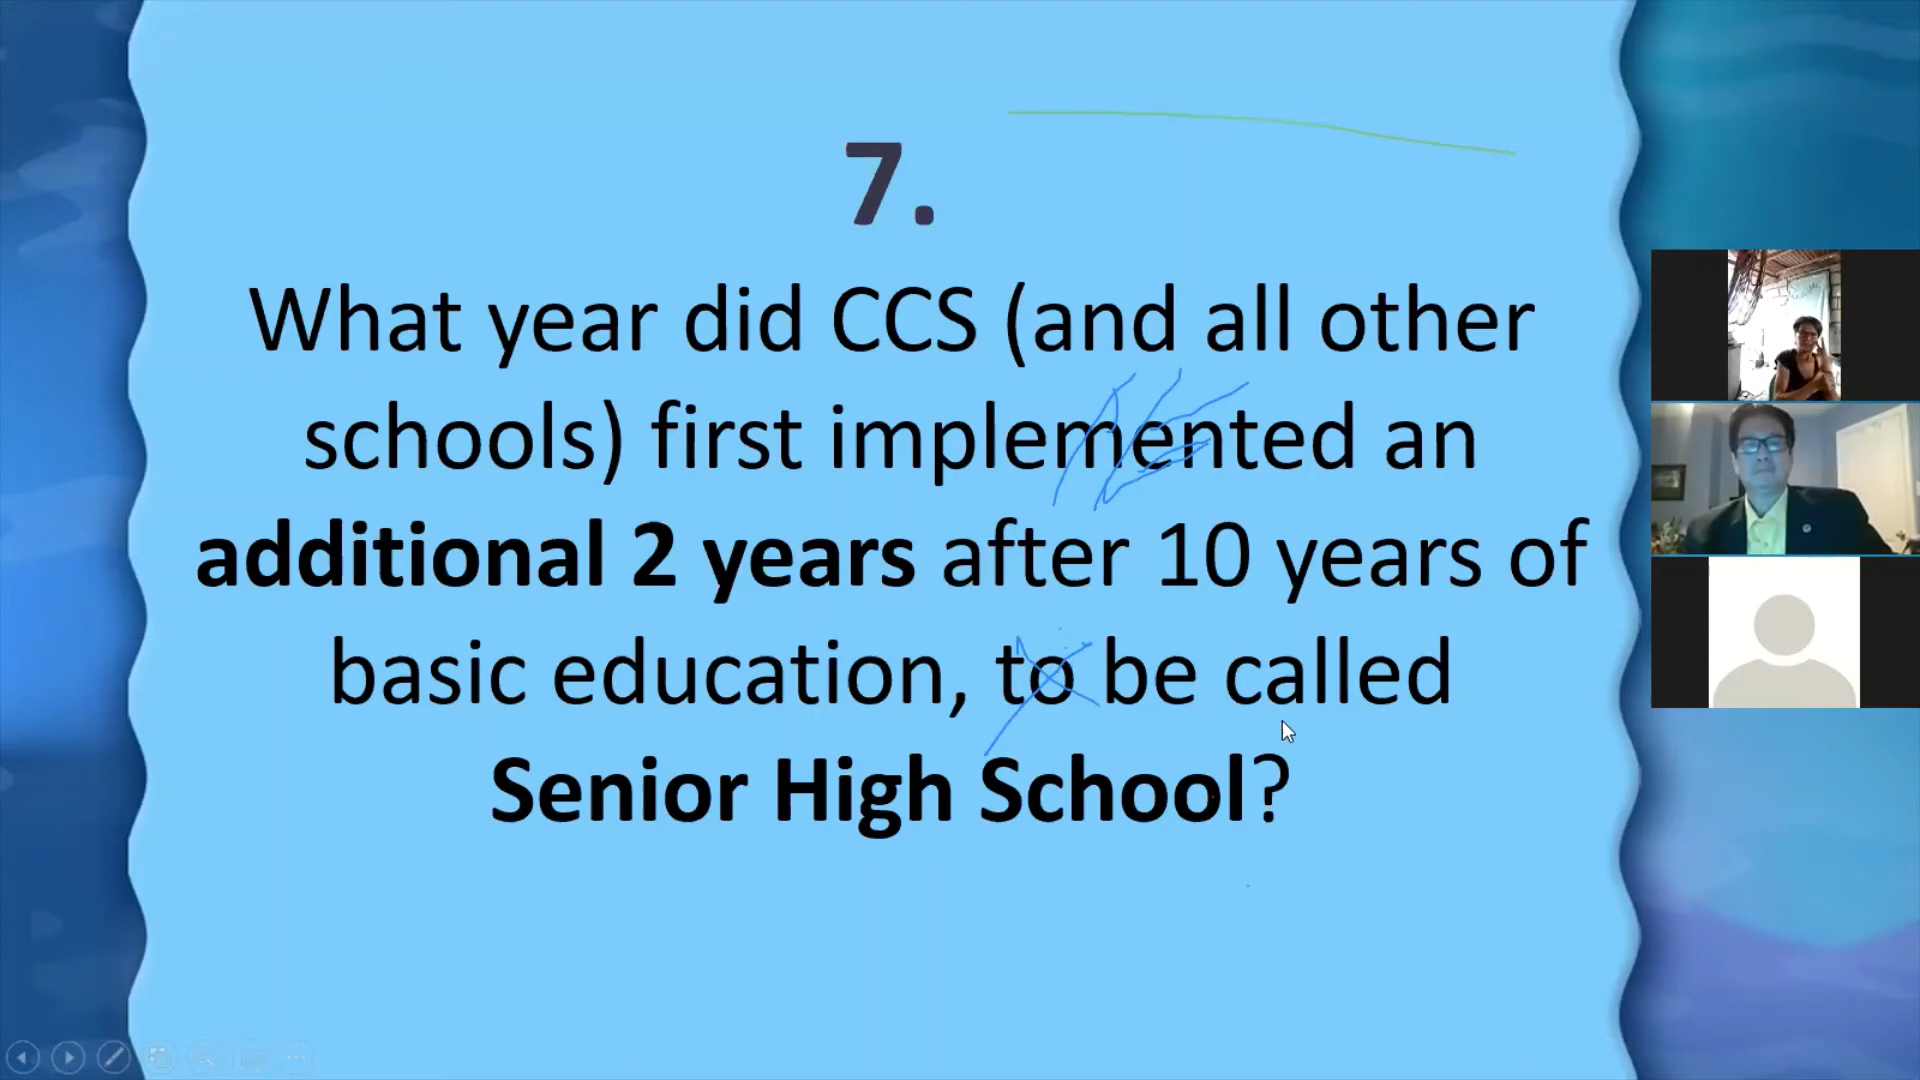 7.
What year did CCS (and all other
schools) first implemented an
additional 2 years after 10 years of
basic education, to be called
Senior High School?